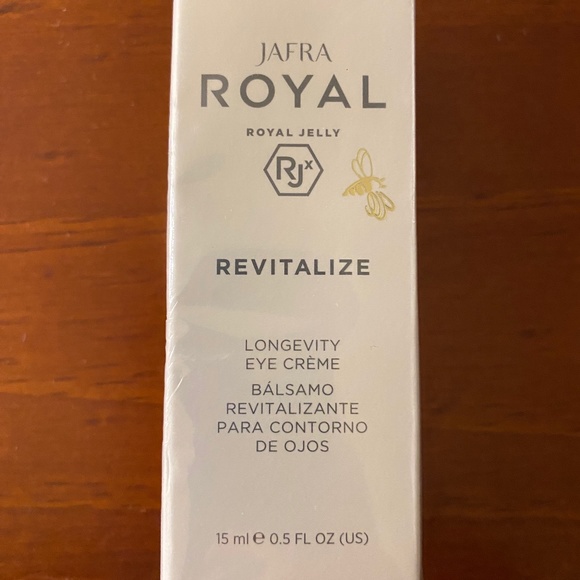 JAFRA
ROYAL
ROYAL JELLY
RJx
REVITALIZE
LONGEVITY
EYE CRÈME
BÁLSAMO
REVITALIZANTE
PARA CONTORNO
DE OJOS
15 ml ℮ 0.5 FL OZ (US)